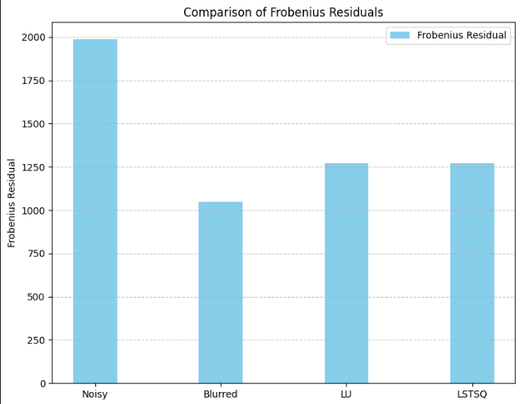 Comparison of Frobenius Residuals
Frobenius Residual
Frobenius Residual
2000
1750
1500
1250
1000
750
500
250
0
Noisy Blurred LU LSTSQ